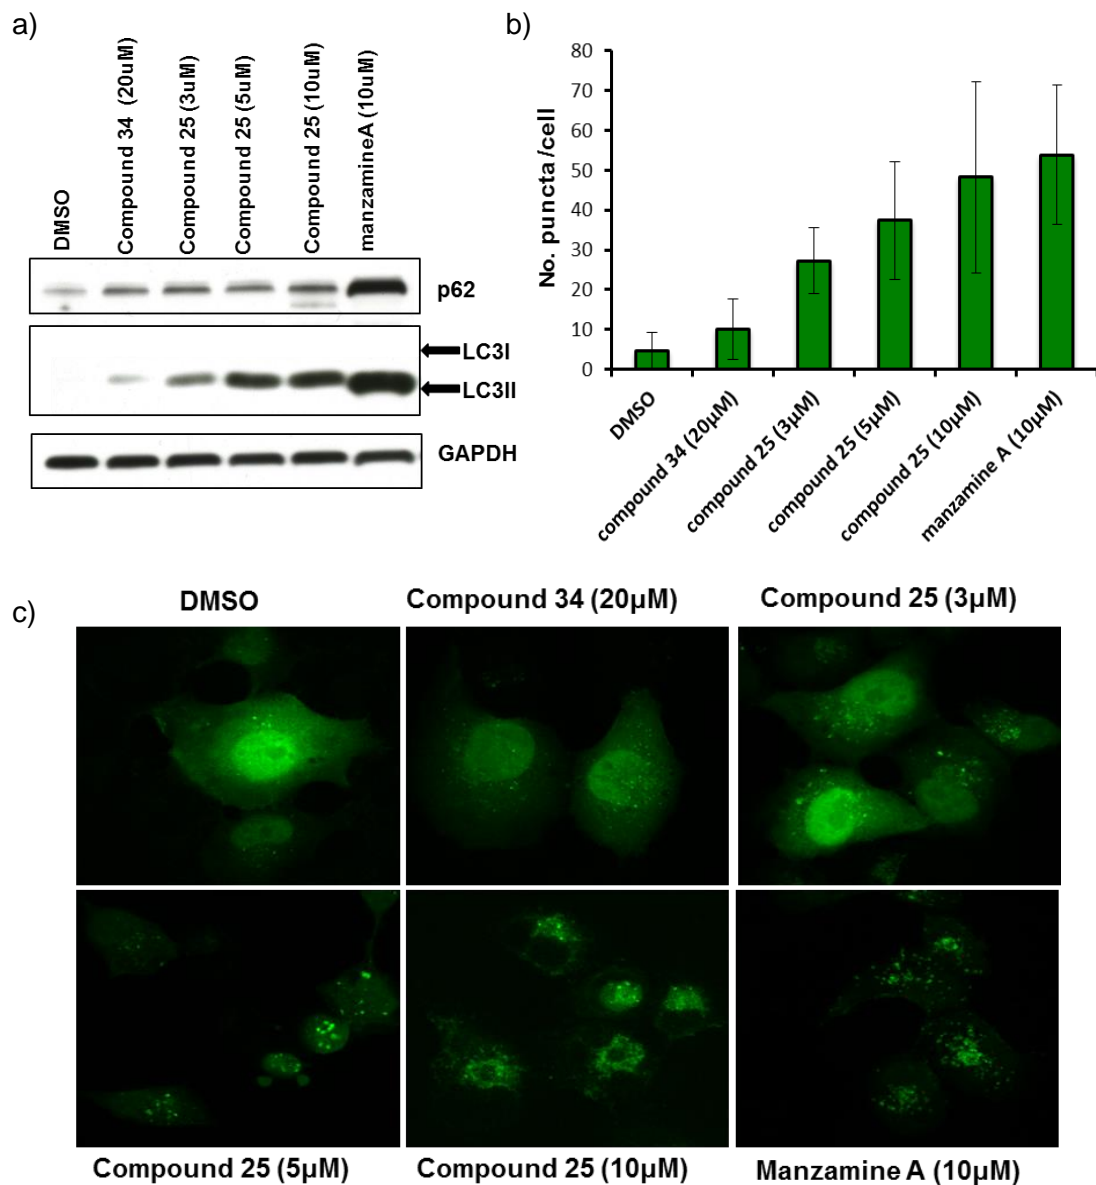 a)
DMSO
Compound 34 (20uM)
Compound 25 (3uM)
Compound 25 (5uM)
Compound 25 (10uM)
manzamineA (10uM)
p62
LC3I
LC3II
GAPDH
b)
No. puncta /cell
80
70
60
50
40
30
20
10
0
DMSO
compound 34 (20µM)
compound 25 (3µM)
compound 25 (5µM)
compound 25 (10µM)
manzamine A (10µM)
c)
DMSO
Compound 34 (20µM)
Compound 25 (3µM)
Compound 25 (5µM)
Compound 25 (10µM)
Manzamine A (10µM)